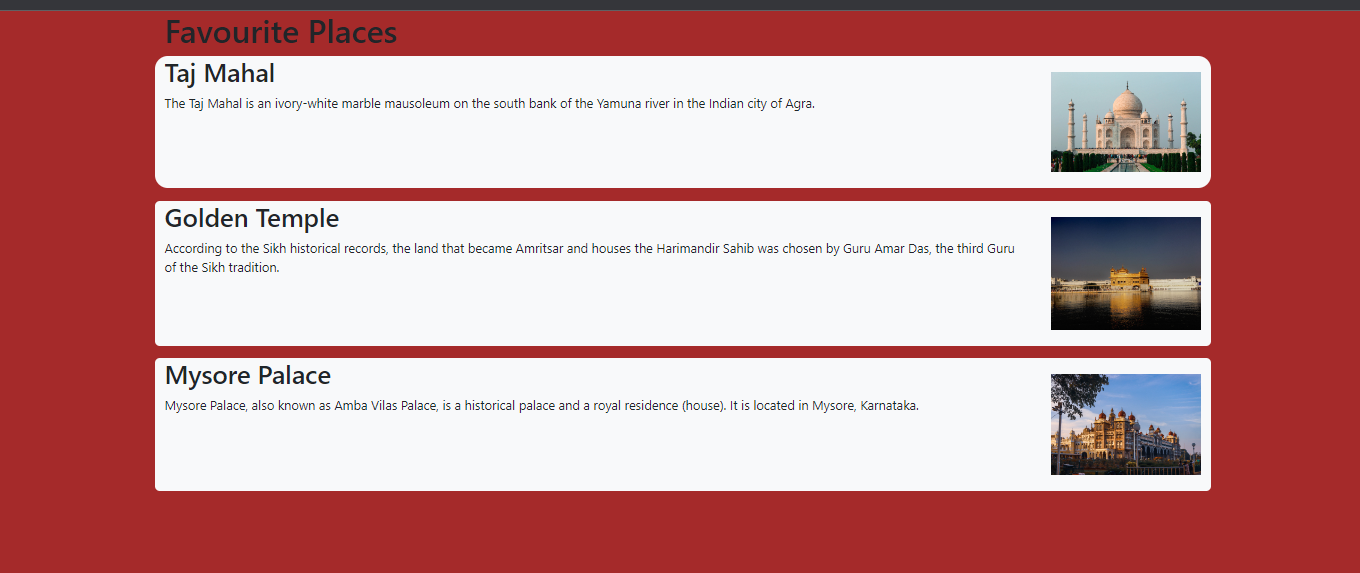 Favourite Places
Taj Mahal
The Taj Mahal is an ivory-white marble mausoleum on the south bank of the Yamuna river in the Indian city of Agra.
Golden Temple
According to the Sikh historical records, the land that became Amritsar and houses the Harimandir Sahib was chosen by Guru Amar Das, the third Guru
of the Sikh tradition.
Mysore Palace
Mysore Palace, also known as Amba Vilas Palace, is a historical palace and a royal residence (house). It is located in Mysore, Karnataka.